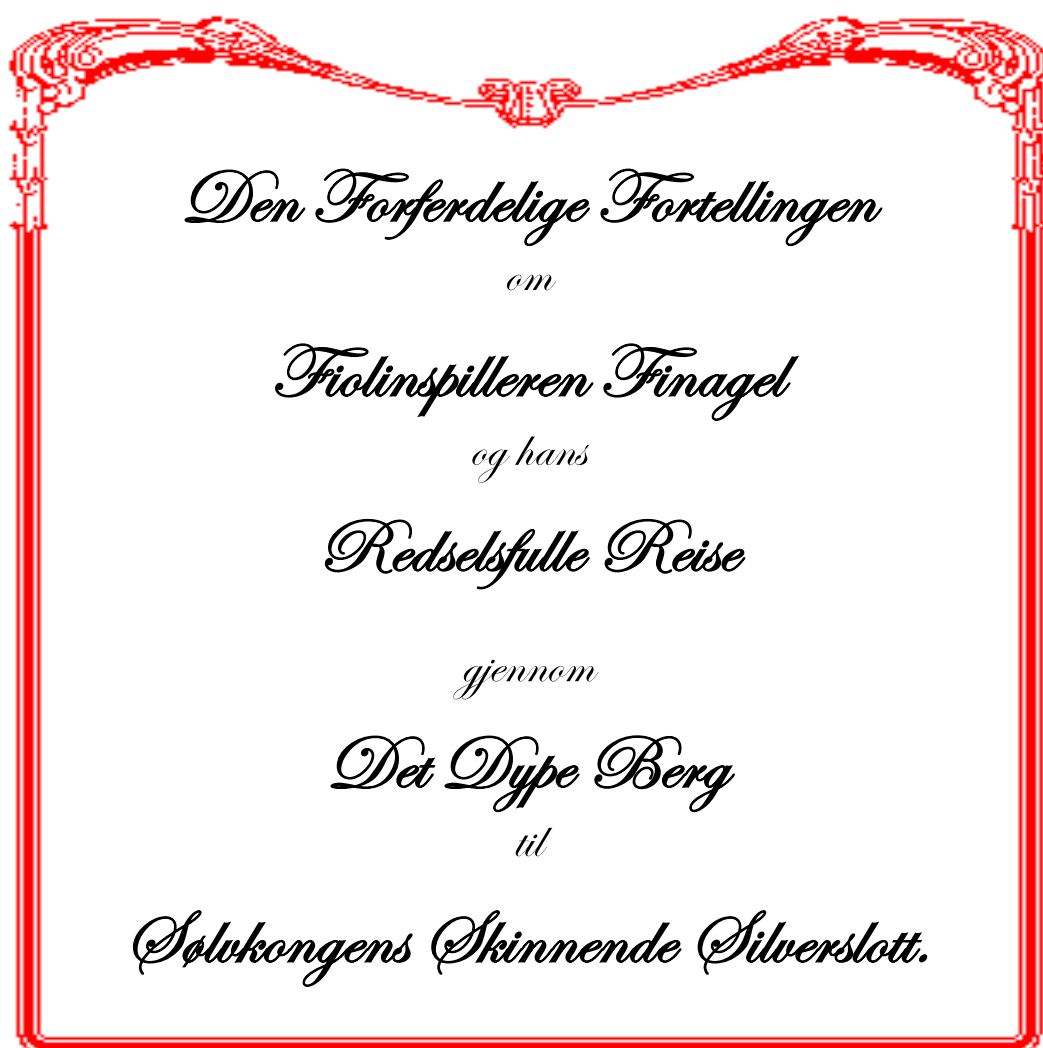 Den Forferdelige Fortellingen
om
Fiolinspilleren Finagel
og hans
Redselsfulle Reise
gjennom
Det Dype Berg
til
Sølvkongens Skinnende Silverslott.